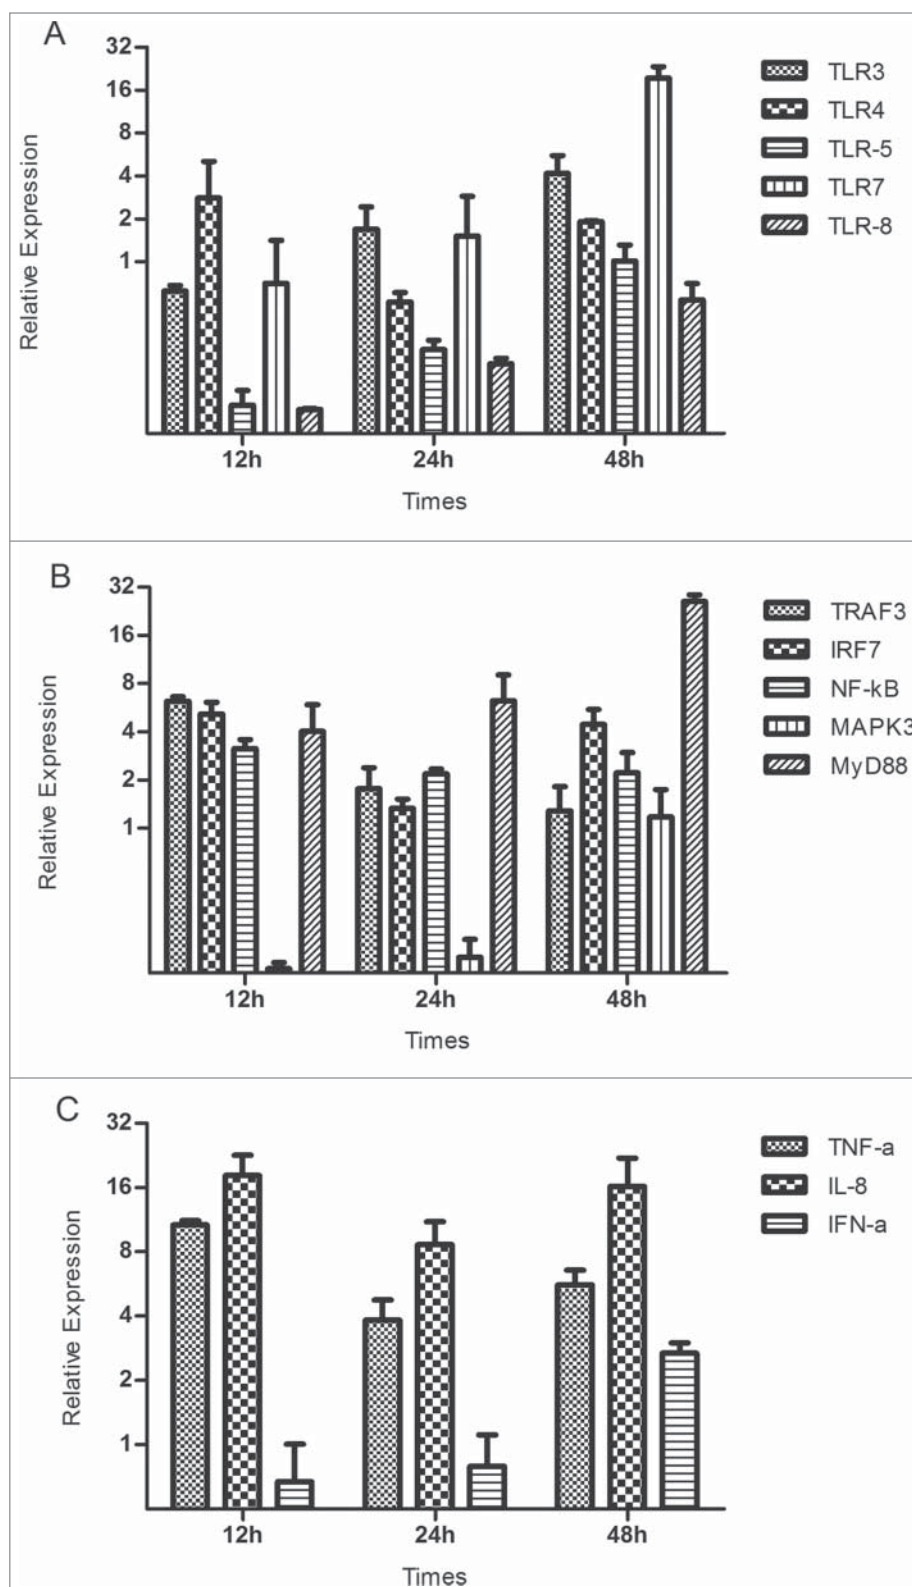 A
32
16
8
4
2
1
Relative Expression
12h 24h 48h
Times
TLR3
TLR4
TLR-5
TLR7
TLR-8
B
32
16
8
4
2
1
Relative Expression
12h 24h 48h
Times
TRAF3
IRF7
NF-kB
MAPK3
MyD88
C
32
16
8
4
2
1
Relative Expression
12h 24h 48h
Times
TNF-a
IL-8
IFN-a